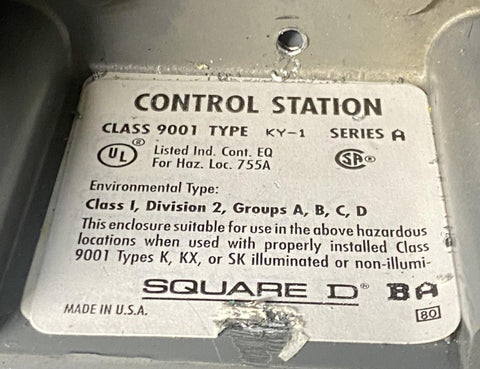 CONTROL STATION
CLASS 9001 TYPE KY-1 SERIES A
UL® Listed Ind. Cont. EQ
For Haz. Loc. 755A
SA®
Environmental Type:
Class I, Division 2, Groups A, B, C, D
This enclosure suitable for use in the above hazardous
locations when used with properly installed Class
9001 Types K, KX, or SK illuminated or non-illumi-
SQUARE D® BA
MADE IN U.S.A. 80